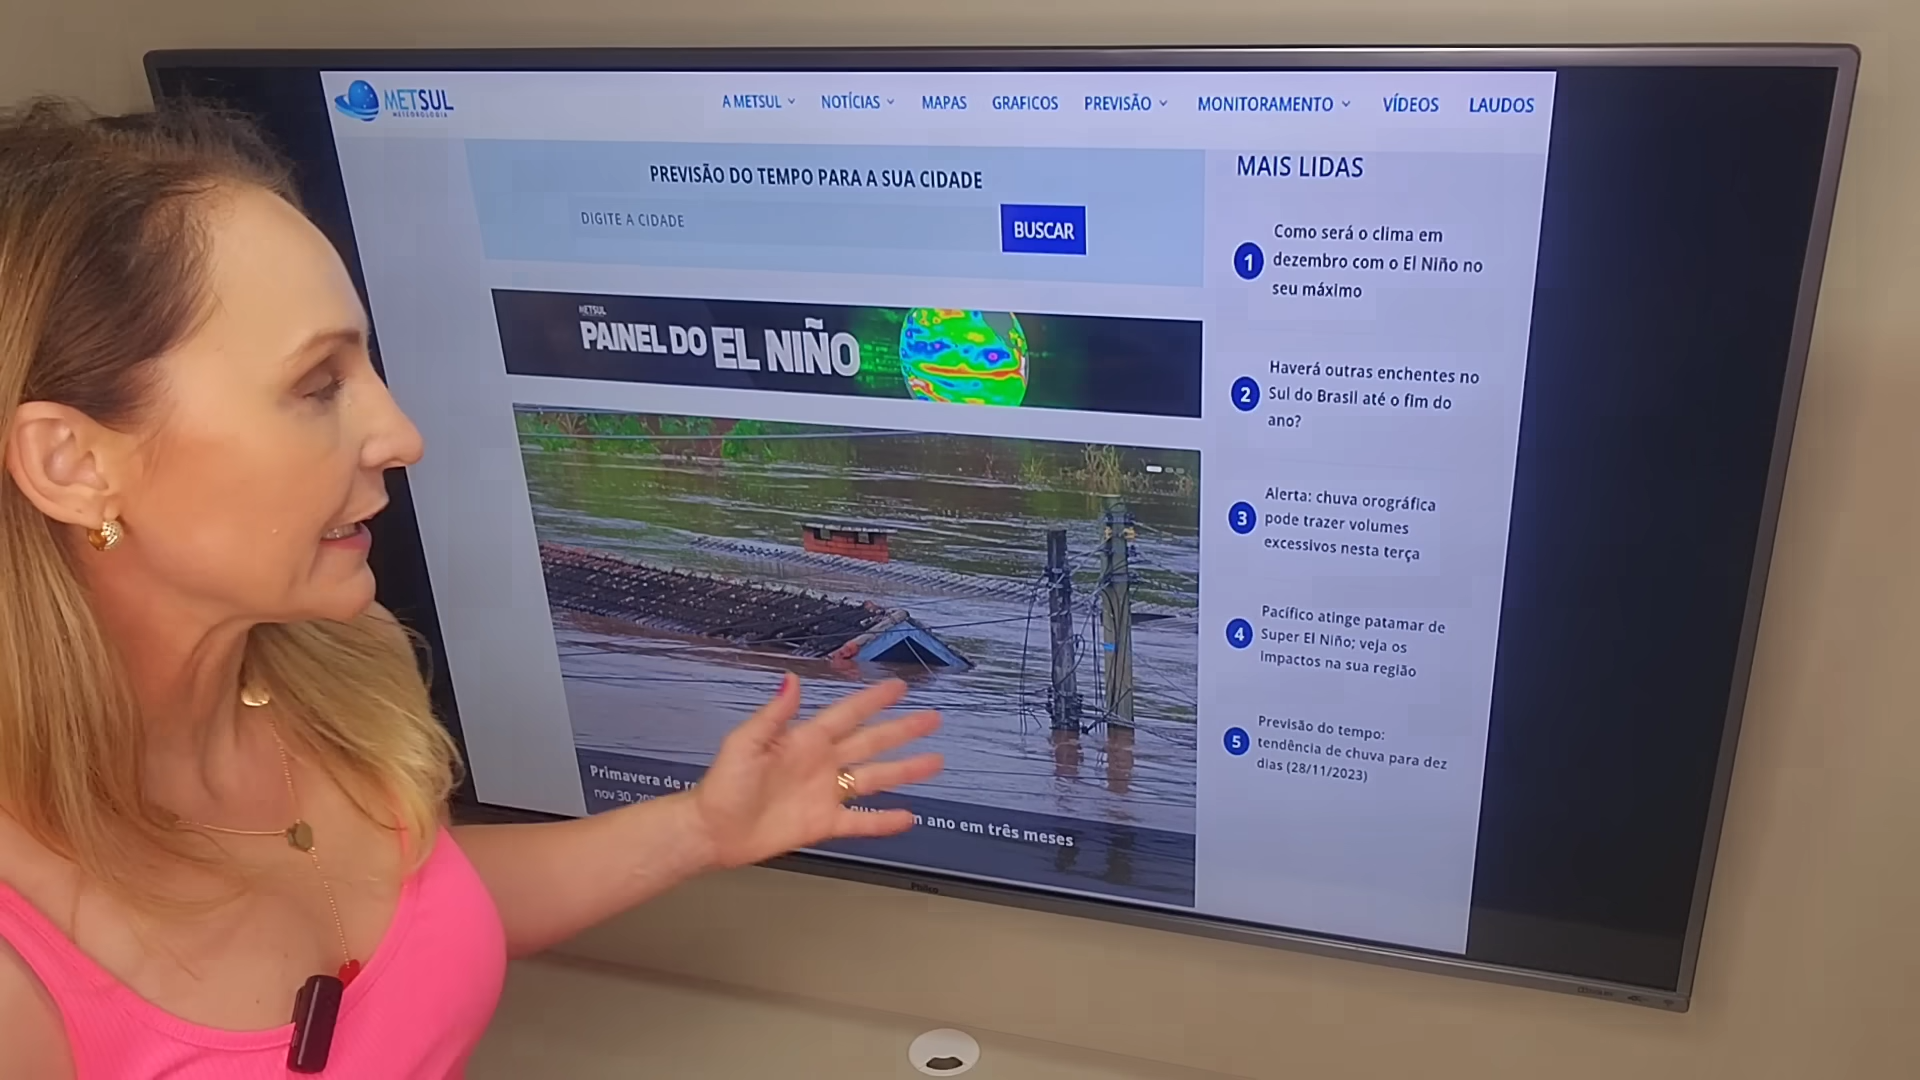 METSUL
METEOROLOGIA
A METSUL
NOTÍCIAS
MAPAS
GRAFICOS
PREVISÃO
MONITORAMENTO
VÍDEOS
LAUDOS
PREVISÃO DO TEMPO PARA A SUA CIDADE
DIGITE A CIDADE
BUSCAR
METSUL
PAINEL DO EL NIÑO
Primavera de
nov 30,
ano em três meses
MAIS LIDAS
1
Como será o clima em
dezembro com o El Niño no
seu máximo
2
Haverá outras enchentes no
Sul do Brasil até o fim do
ano?
3
Alerta: chuva orográfica
pode trazer volumes
excessivos nesta terça
4
Pacífico atinge patamar de
Super El Niño; veja os
impactos na sua região
5
Previsão do tempo:
tendência de chuva para dez
dias (28/11/2023)
Philco